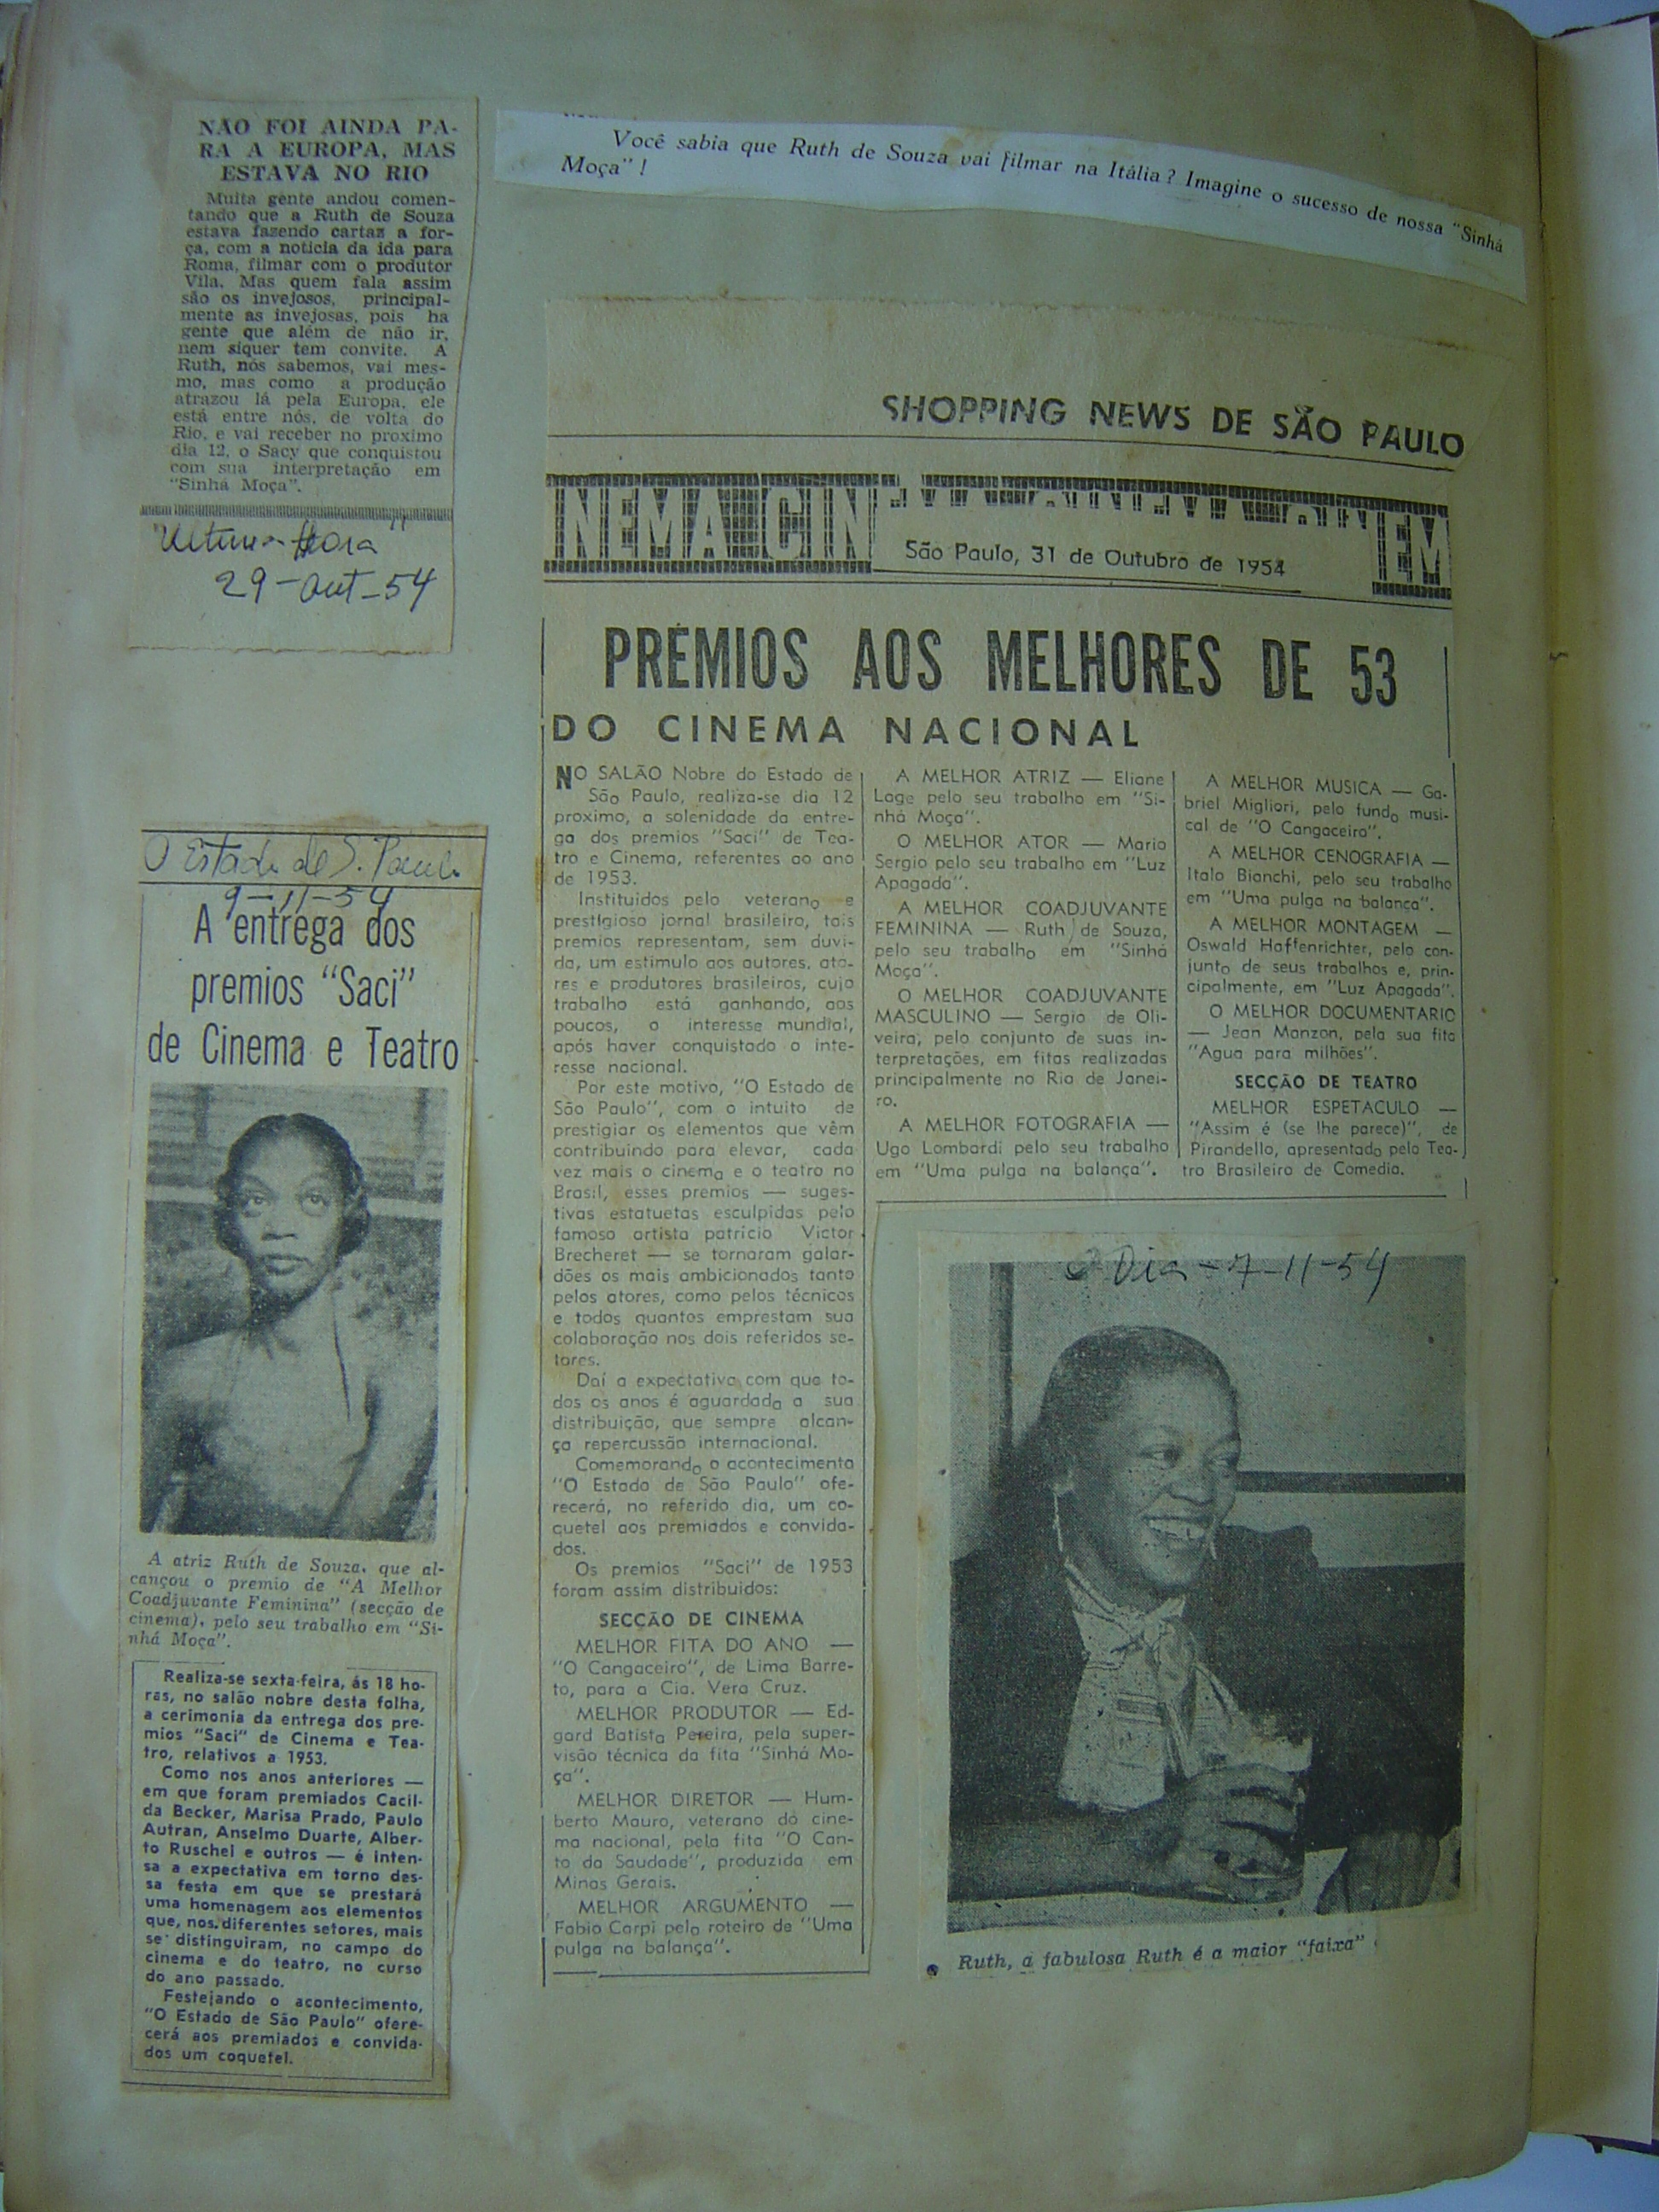 NÃO FOI AINDA PA-
RA A EUROPA, MAS
ESTAVA NO RIO
Muita gente andou comen-
tando que a Ruth de Souza
estava fazendo cartaz a for-
ça, com a noticia da ida para
Roma, filmar com o produtor
Vila. Mas quem fala assim
são os invejosos, principal-
mente as invejosas, pois ha
gente que além de não ir,
nem siquer tem convite. A
Ruth, nós sabemos, vai mes-
mo, mas como a produção
atrazou lá pela Europa, ele
está entre nós, de volta do
Rio, e vai receber no proximo
dia 12, o Sacy que conquistou
com sua interpretação em
"Sinhá Moça".
"Ultima Hora"
29-out-54
Você sabia que Ruth de Souza vai filmar na Itália? Imagine o sucesso de nossa "Sinhá
Moça"!
O Estado de S. Paulo
9-11-54
A entrega dos
premios "Saci"
de Cinema e Teatro
A atriz Ruth de Souza, que al-
cançou o premio de "A Melhor
Coadjuvante Feminina" (secção de
cinema), pelo seu trabalho em "Si-
nhá Moça".
Realiza-se sexta-feira, ás 18 ho-
ras, no salão nobre desta folha,
a cerimonia da entrega dos pre-
mios "Saci" de Cinema e Tea-
tro, relativos a 1953.
Como nos anos anteriores —
em que foram premiados Cacil-
da Becker, Marisa Prado, Paulo
Autran, Anselmo Duarte, Alber-
to Ruschel e outros — é inten-
sa a expectativa em torno des-
sa festa em que se prestará
uma homenagem aos elementos
que, nos diferentes setores, mais
se distinguiram, no campo do
cinema e do teatro, no curso
do ano passado.
Festejando o acontecimento,
"O Estado de São Paulo" ofere-
cerá aos premiados e convida-
dos um coquetel.
SHOPPING NEWS DE SÃO PAULO
NEMA CIN EM
São Paulo, 31 de Outubro de 1954
PRÊMIOS AOS MELHORES DE 53
DO CINEMA NACIONAL
NO SALÃO Nobre do Estado de
São Paulo, realiza-se dia 12
proximo, a solenidade da entre-
ga dos premios "Saci" de Tea-
tro e Cinema, referentes ao ano
de 1953.
Instituidos pelo veterano e
prestigioso jornal brasileiro, tais
premios representam, sem duvi-
da, um estimulo aos autores, ato-
res e produtores brasileiros, cujo
trabalho está ganhando, aos
poucos, o interesse mundial,
após haver conquistado o inte-
resse nacional.
Por este motivo, "O Estado de
São Paulo", com o intuito de
prestigiar os elementos que vêm
contribuindo para elevar, cada
vez mais o cinema e o teatro no
Brasil, esses premios — suges-
tivas estatuetas esculpidas pelo
famoso artista patrício Victor
Brecheret — se tornaram galar-
dões os mais ambicionados tanto
pelos atores, como pelos técnicos
e todos quantos emprestam sua
colaboração nos dois referidos se-
tores.
Daí a expectativa com que to-
dos os anos é aguardada a sua
distribuição, que sempre alcan-
ça repercussão internacional.
Comemorando o acontecimento
"O Estado de São Paulo" ofe-
recerá, no referido dia, um co-
quetel aos premiados e convida-
dos.
Os premios "Saci" de 1953
foram assim distribuidos:
SECCÃO DE CINEMA
MELHOR FITA DO ANO —
"O Cangaceiro", de Lima Barre-
to, para a Cia. Vera Cruz.
MELHOR PRODUTOR — Ed-
gard Batista Pereira, pela super-
visão técnica da fita "Sinhá Mo-
ça".
MELHOR DIRETOR — Hum-
berto Mauro, veterano do cine-
ma nacional, pela fita "O Can-
to da Saudade", produzida em
Minas Gerais.
MELHOR ARGUMENTO —
Fabio Carpi pelo roteiro de "Uma
pulga na balança".
A MELHOR ATRIZ — Eliane
Lage pelo seu trabalho em "Si-
nhá Moça".
O MELHOR ATOR — Mario
Sergio pelo seu trabalho em "Luz
Apagada".
A MELHOR COADJUVANTE
FEMININA — Ruth de Souza,
pelo seu trabalho em "Sinhá
Moça".
O MELHOR COADJUVANTE
MASCULINO — Sergio de Oli-
veira, pelo conjunto de suas in-
terpretações, em fitas realizadas
principalmente no Rio de Janei-
ro.
A MELHOR FOTOGRAFIA —
Ugo Lombardi pelo seu trabalho
em "Uma pulga na balança".
A MELHOR MUSICA — Ga-
briel Migliori, pelo fundo musi-
cal de "O Cangaceiro".
A MELHOR CENOGRAFIA —
Italo Bianchi, pelo seu trabalho
em "Uma pulga na balança".
A MELHOR MONTAGEM —
Oswald Haffenrichter, pelo con-
junto de seus trabalhos e, prin-
cipalmente, em "Luz Apagada".
O MELHOR DOCUMENTARIO
— Jean Manzon, pela sua fita
"Agua para milhões".
SECCÃO DE TEATRO
MELHOR ESPETACULO —
"Assim é (se lhe parece)", de
Pirandello, apresentado pelo Tea-
tro Brasileiro de Comedia.
O Dia - 7-11-54
Ruth, a fabulosa Ruth é a maior "faixa"